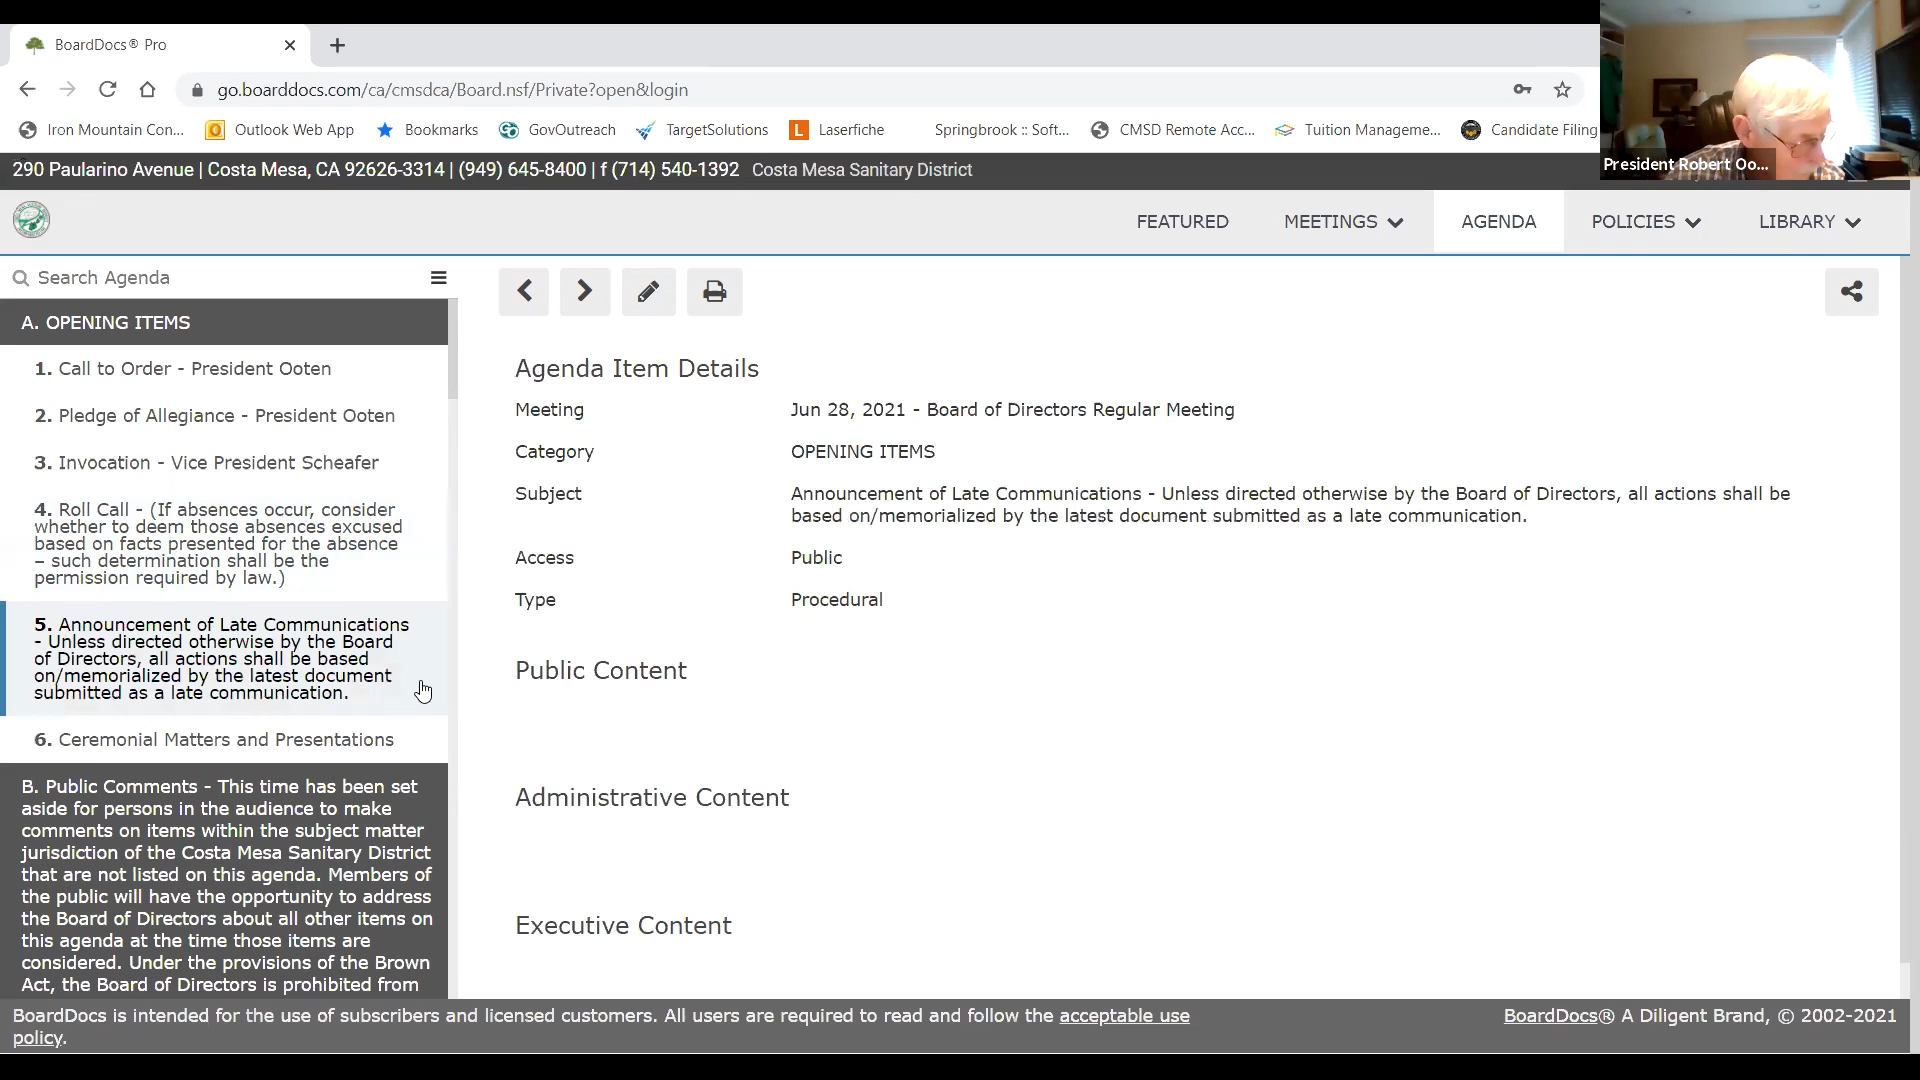 BoardDocs® Pro
go.boarddocs.com/ca/cmsdca/Board.nsf/Private?open&login
Iron Mountain Con... Outlook Web App Bookmarks GovOutreach TargetSolutions Laserfiche Springbrook :: Soft... CMSD Remote Acc... Tuition Manageme... Candidate Filing
President Robert Oo...
290 Paularino Avenue | Costa Mesa, CA 92626-3314 | (949) 645-8400 | f (714) 540-1392 Costa Mesa Sanitary District
FEATURED MEETINGS AGENDA POLICIES LIBRARY
Search Agenda
A. OPENING ITEMS
1. Call to Order - President Ooten
2. Pledge of Allegiance - President Ooten
3. Invocation - Vice President Scheafer
4. Roll Call - (If absences occur, consider
whether to deem those absences excused
based on facts presented for the absence
– such determination shall be the
permission required by law.)
5. Announcement of Late Communications
- Unless directed otherwise by the Board
of Directors, all actions shall be based
on/memorialized by the latest document
submitted as a late communication.
6. Ceremonial Matters and Presentations
B. Public Comments - This time has been set
aside for persons in the audience to make
comments on items within the subject matter
jurisdiction of the Costa Mesa Sanitary District
that are not listed on this agenda. Members of
the public will have the opportunity to address
the Board of Directors about all other items on
this agenda at the time those items are
considered. Under the provisions of the Brown
Act, the Board of Directors is prohibited from
Agenda Item Details
Meeting Jun 28, 2021 - Board of Directors Regular Meeting
Category OPENING ITEMS
Subject Announcement of Late Communications - Unless directed otherwise by the Board of Directors, all actions shall be
based on/memorialized by the latest document submitted as a late communication.
Access Public
Type Procedural
Public Content
Administrative Content
Executive Content
BoardDocs is intended for the use of subscribers and licensed customers. All users are required to read and follow the acceptable use
policy.
BoardDocs® A Diligent Brand, © 2002-2021